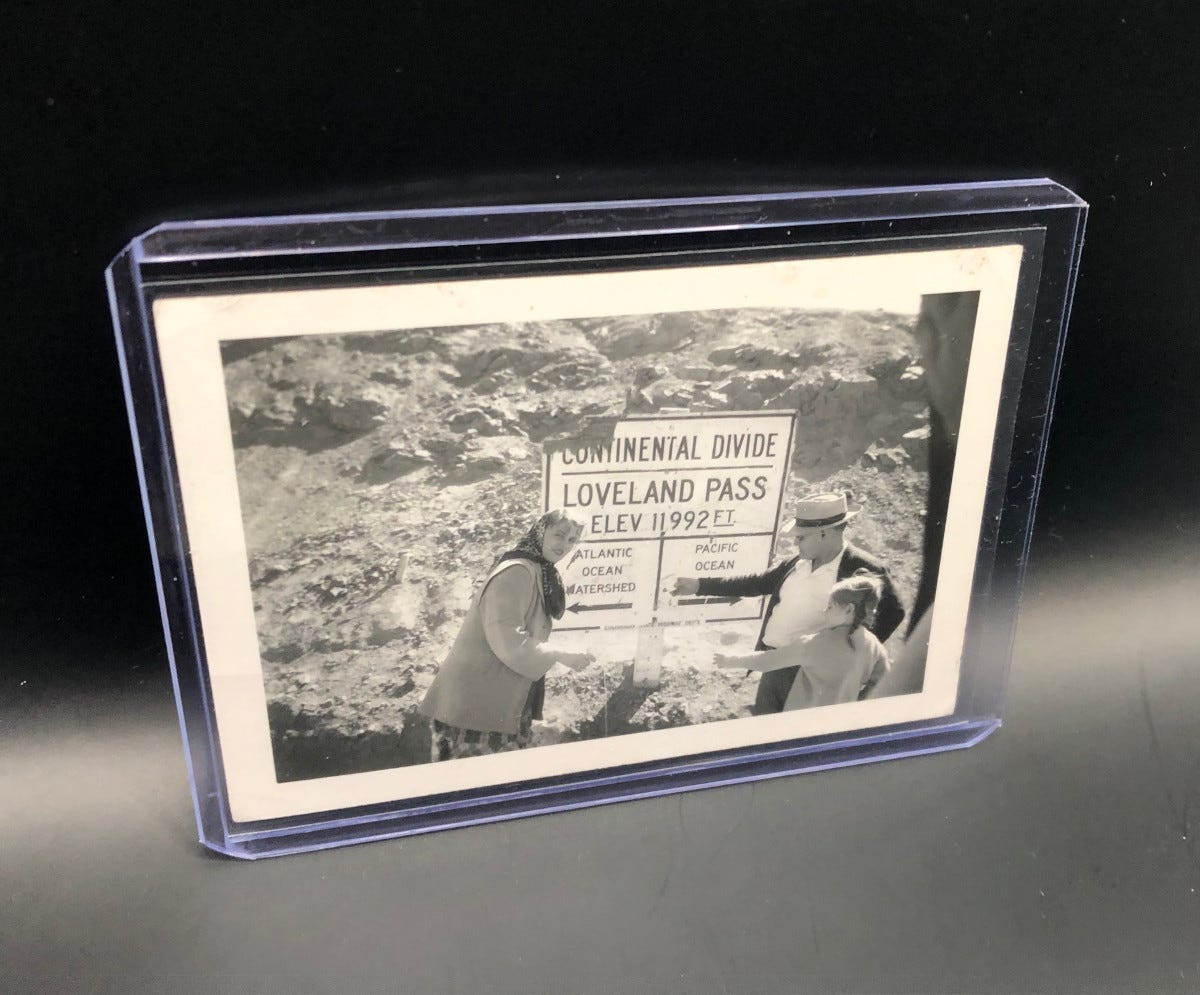 CONTINENTAL DIVIDE
LOVELAND PASS
ELEV 11992 FT.
ATLANTIC
OCEAN
WATERSHED
PACIFIC
OCEAN